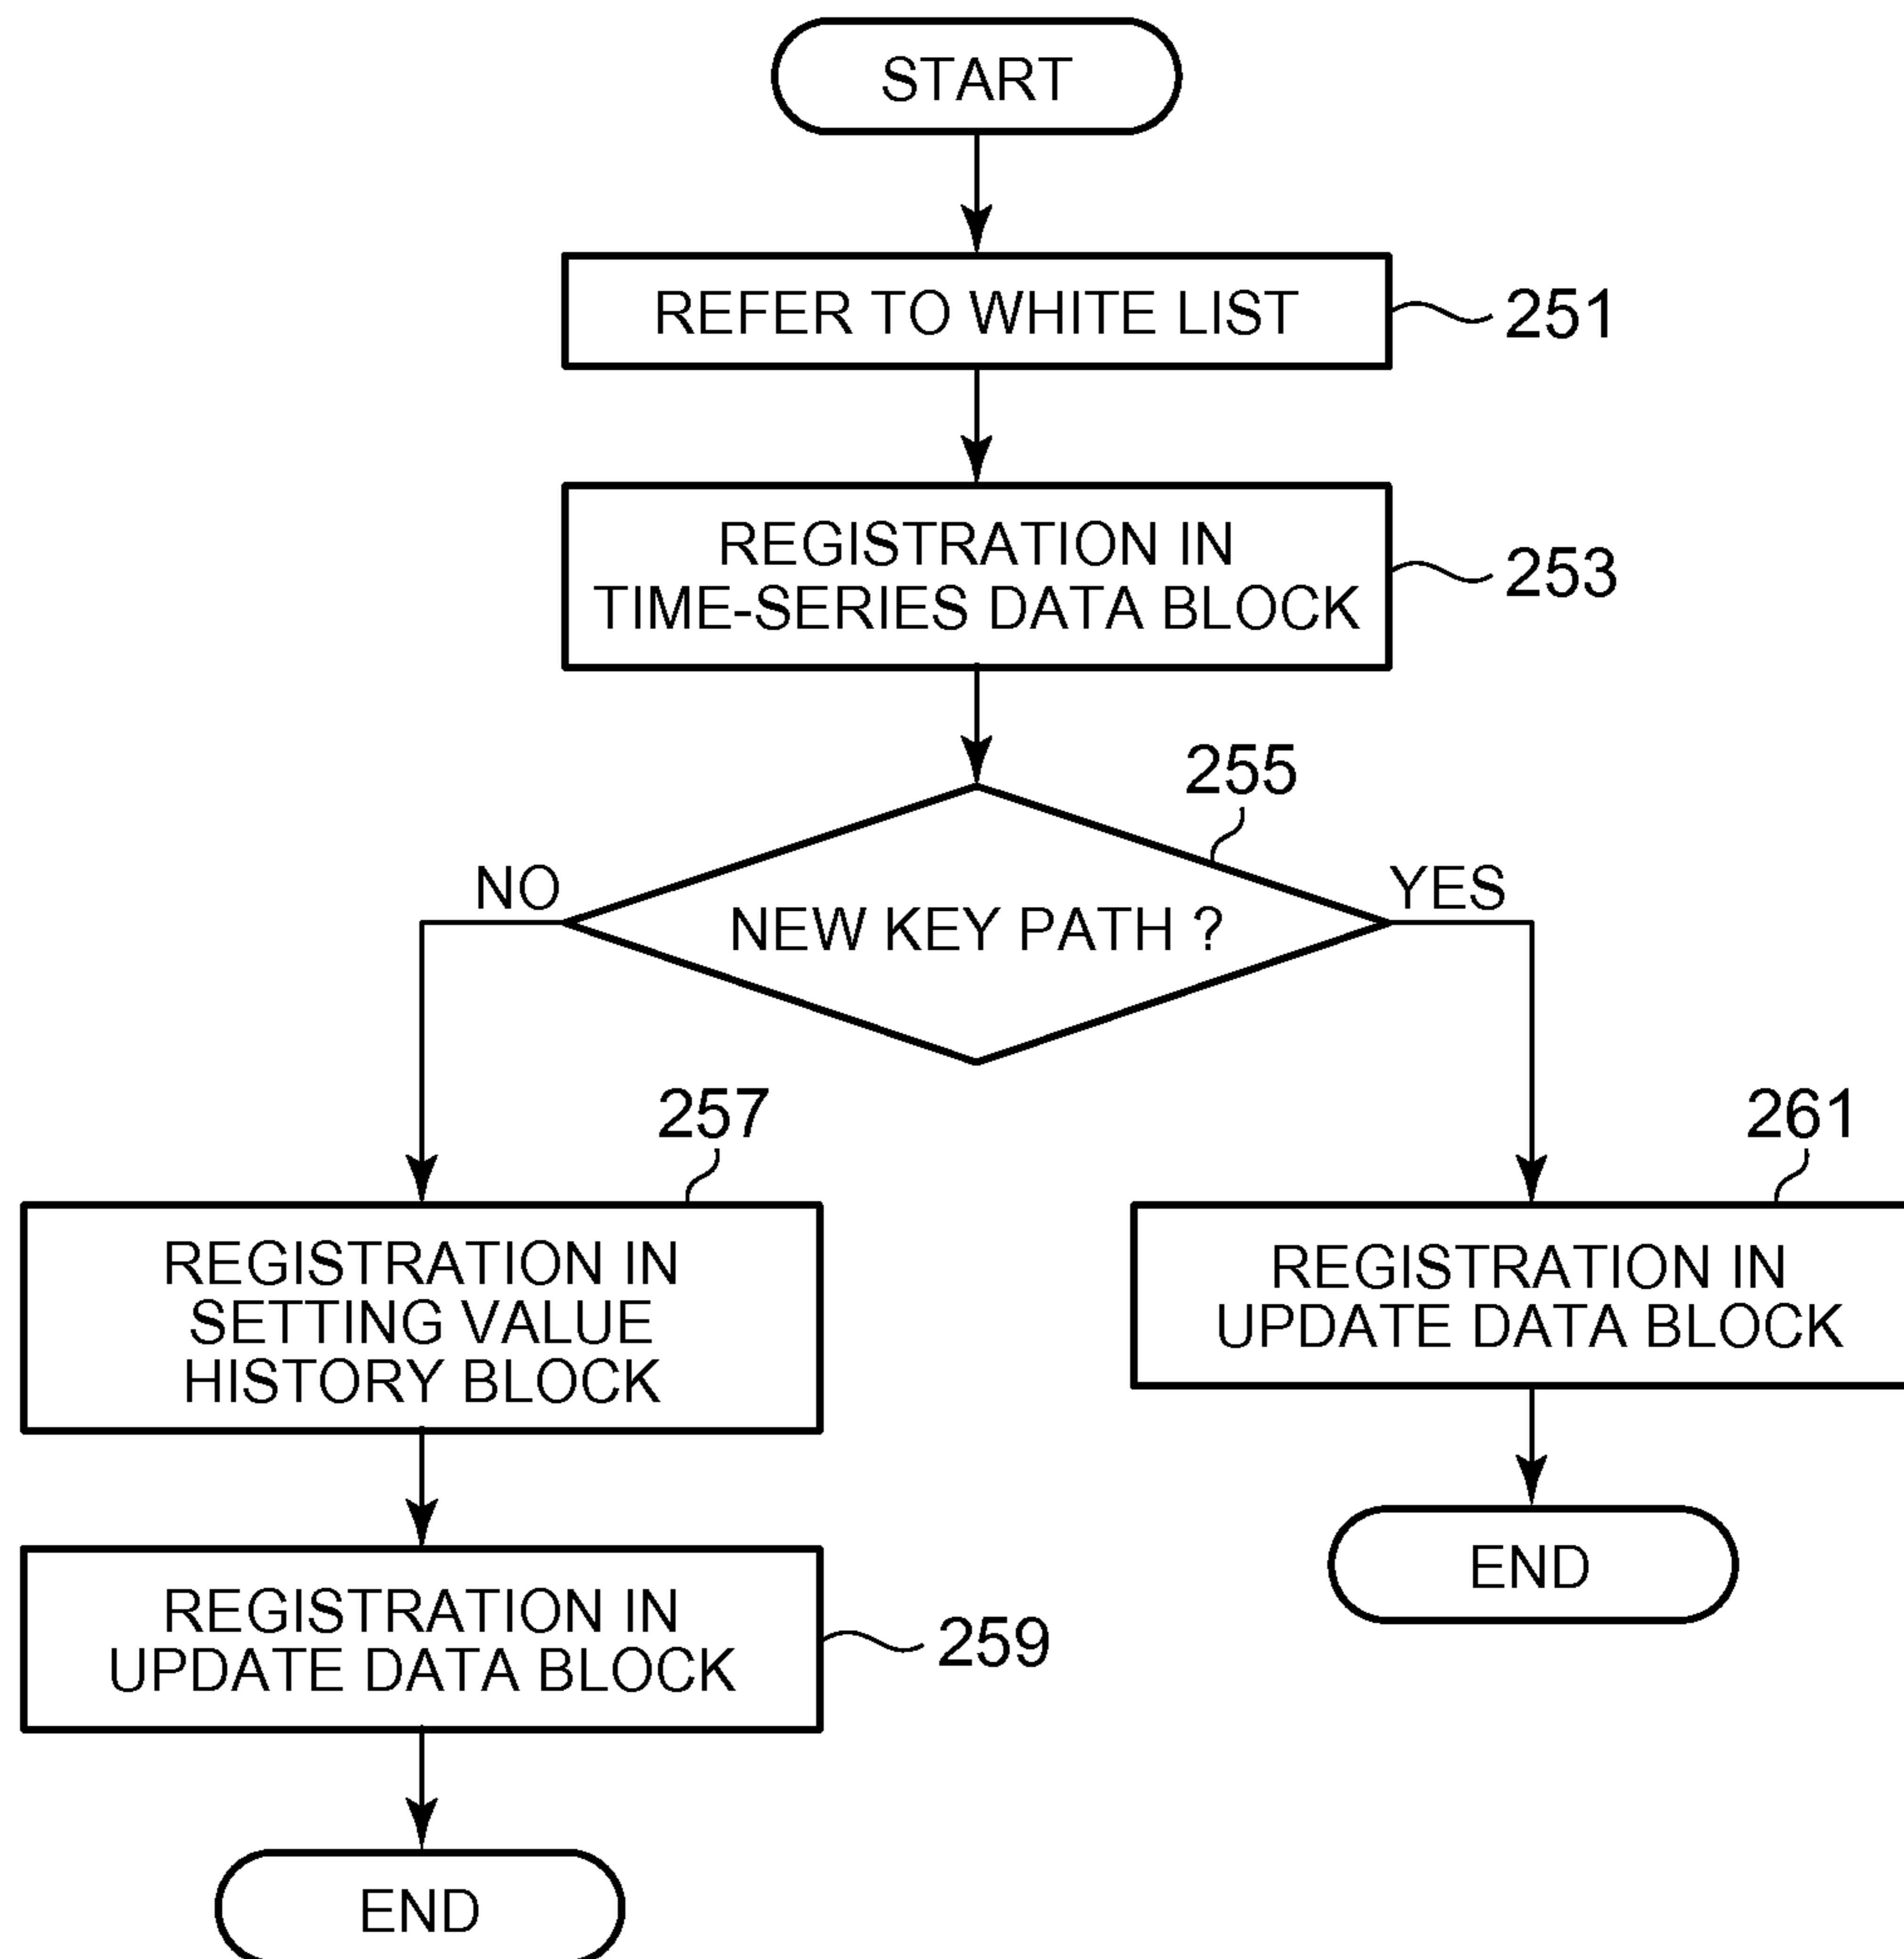 START
REFER TO WHITE LIST
251
REGISTRATION IN
TIME-SERIES DATA BLOCK
253
255
NO
NEW KEY PATH ?
YES
257
REGISTRATION IN
SETTING VALUE
HISTORY BLOCK
261
REGISTRATION IN
UPDATE DATA BLOCK
REGISTRATION IN
UPDATE DATA BLOCK
259
END
END